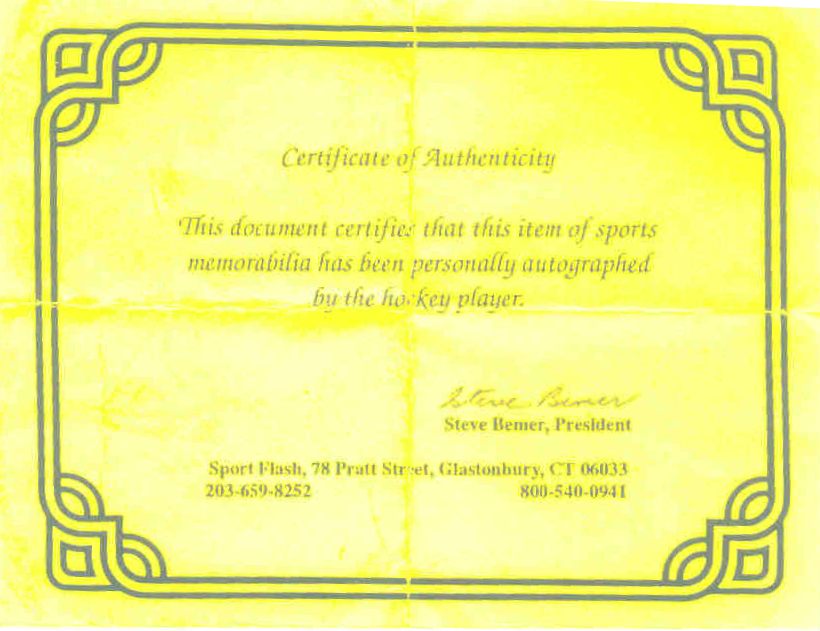 Certificate of Authenticity
This document certifies that this item of sports
memorabilia has been personally autographed
by the hockey player.
Steve Bemer
Steve Bemer, President
Sport Flash, 78 Pratt Street, Glastonbury, CT 06033
203-659-8252 800-540-0941